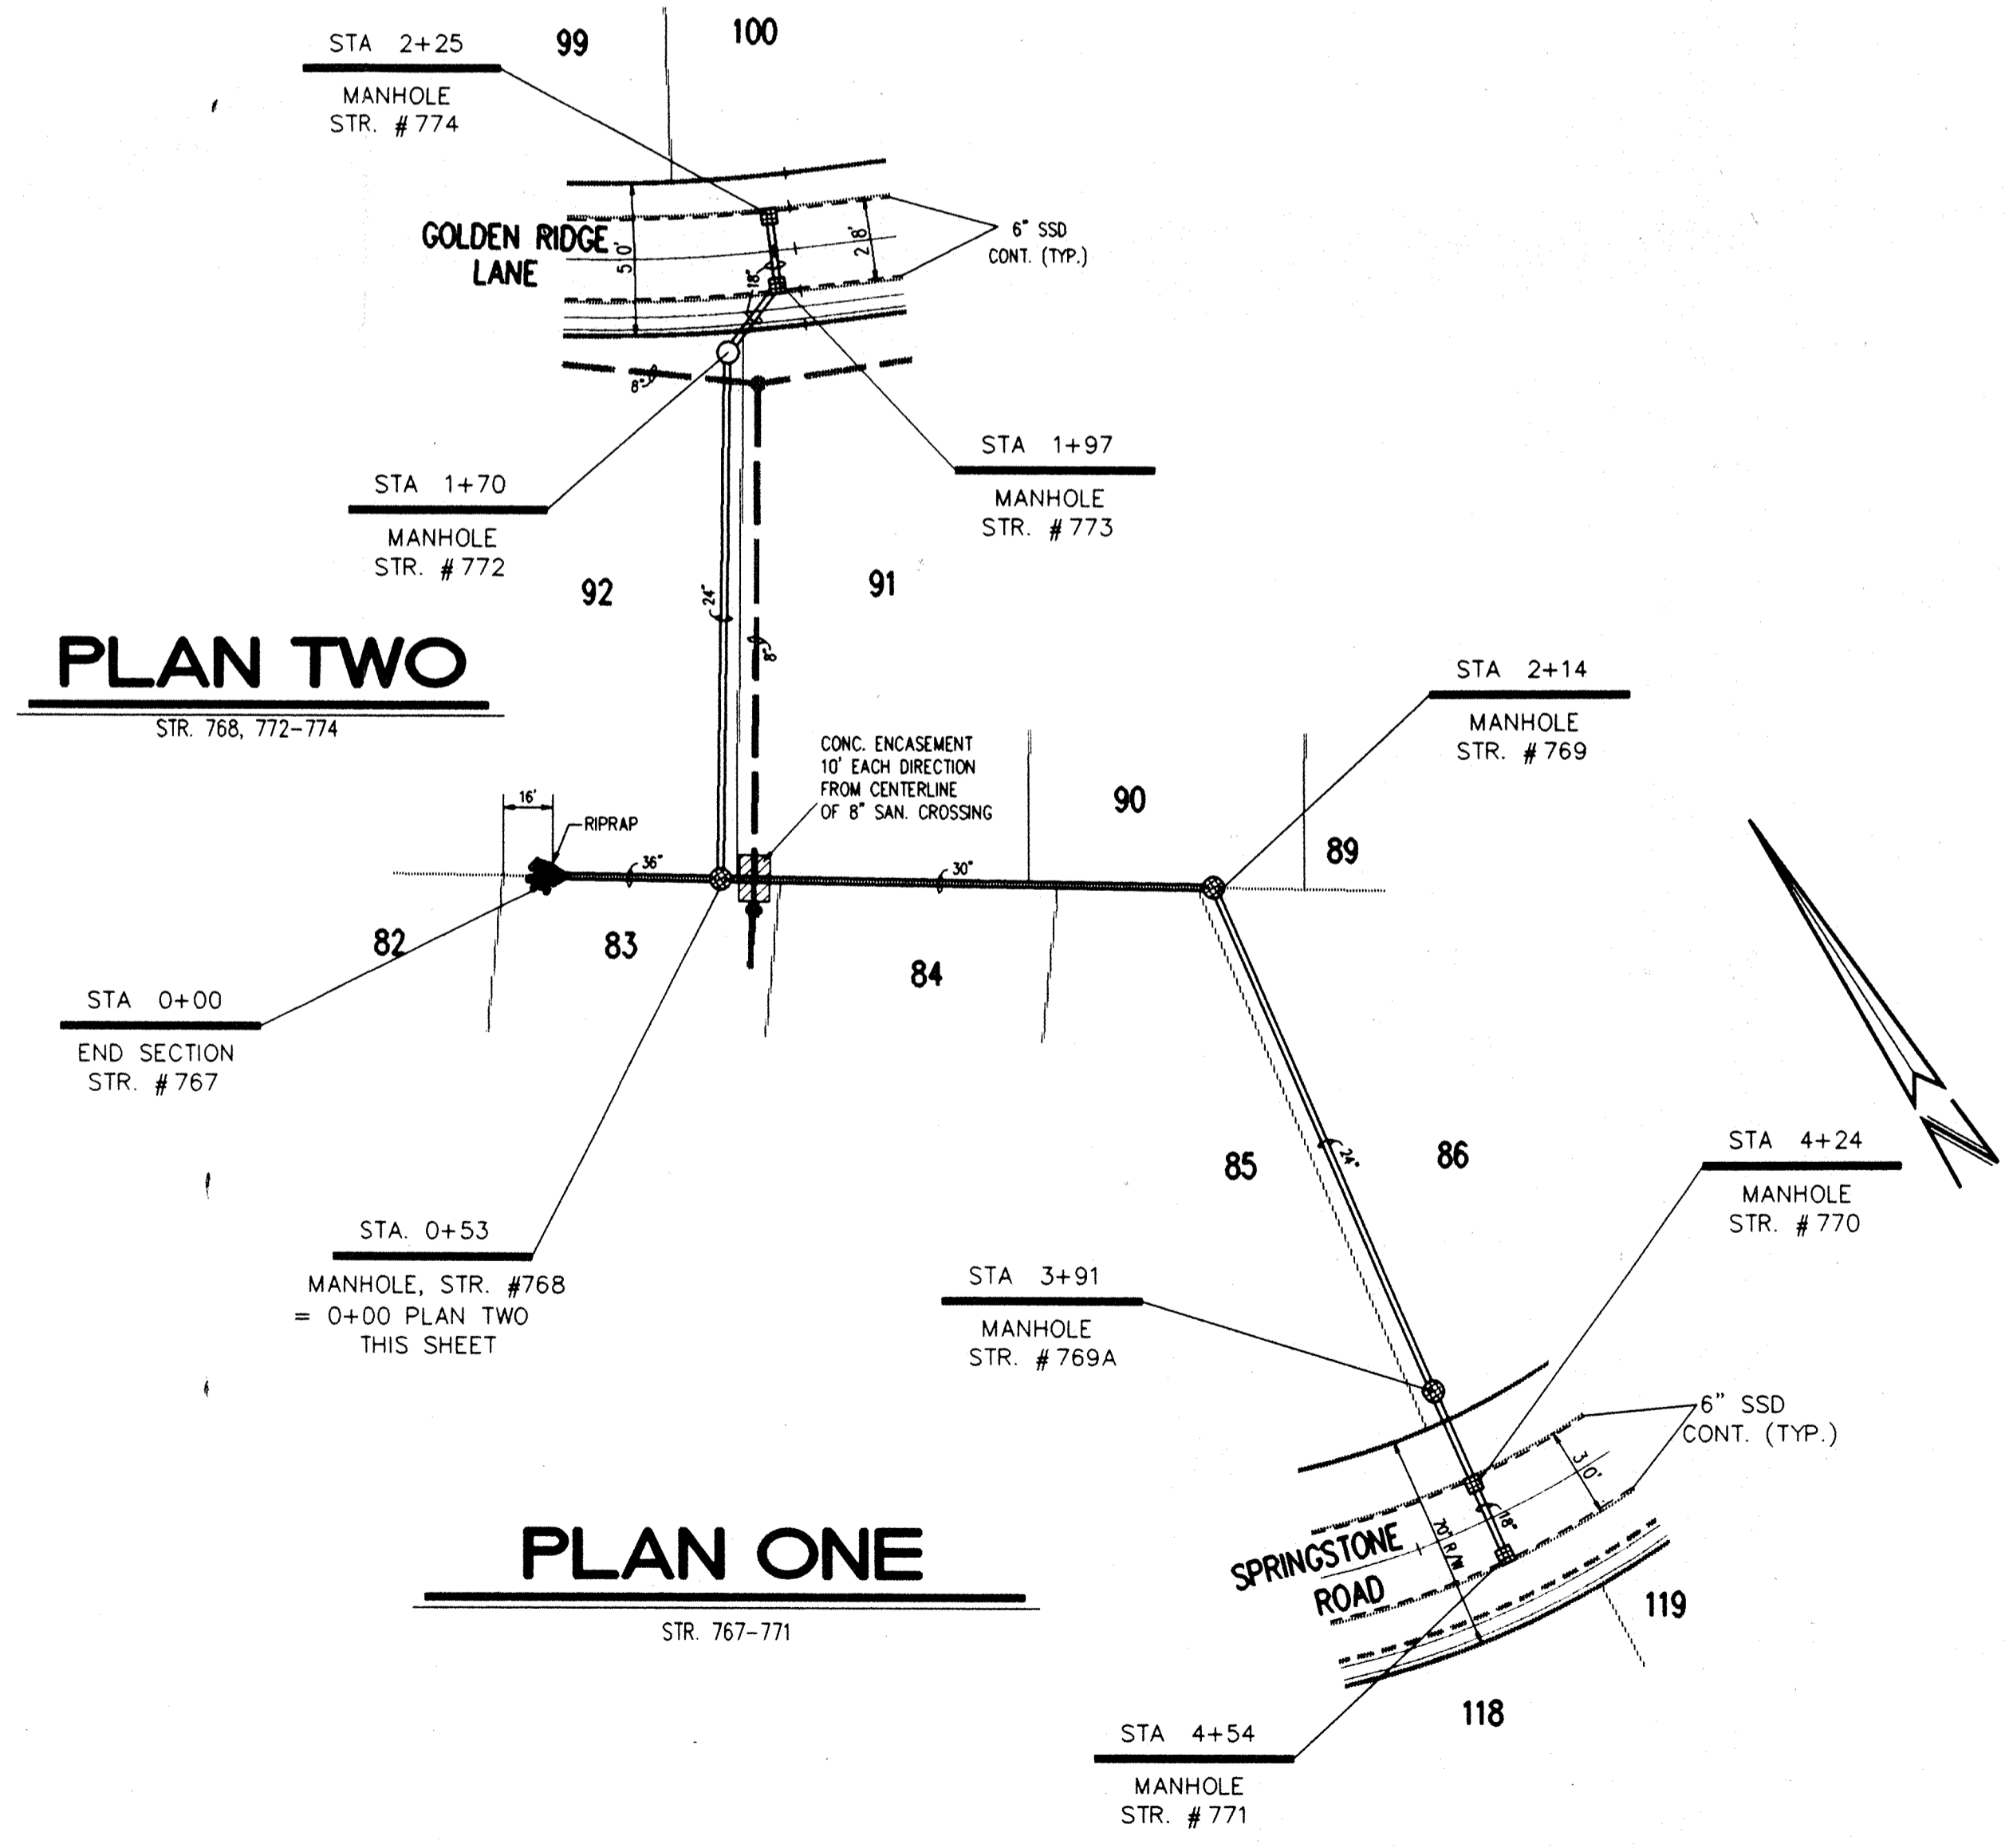 STA 2+25
MANHOLE
STR. #774
99
100
GOLDEN RIDGE
LANE
50'
28'
18"
6" SSD
CONT. (TYP.)
8"
STA 1+97
MANHOLE
STR. #773
STA 1+70
MANHOLE
STR. #772
92
91
24"
8"
PLAN TWO
STR. 768, 772-774
STA 2+14
MANHOLE
STR. #769
CONC. ENCASEMENT
10' EACH DIRECTION
FROM CENTERLINE
OF 8" SAN. CROSSING
90
89
16'
RIPRAP
36"
30"
82
83
84
STA 0+00
END SECTION
STR. #767
85
86
24"
STA 4+24
MANHOLE
STR. #770
N
STA. 0+53
MANHOLE, STR. #768
= 0+00 PLAN TWO
THIS SHEET
STA 3+91
MANHOLE
STR. #769A
6" SSD
CONT. (TYP.)
30'
18"
70' R/W
SPRINGSTONE
ROAD
119
118
PLAN ONE
STR. 767-771
STA 4+54
MANHOLE
STR. #771